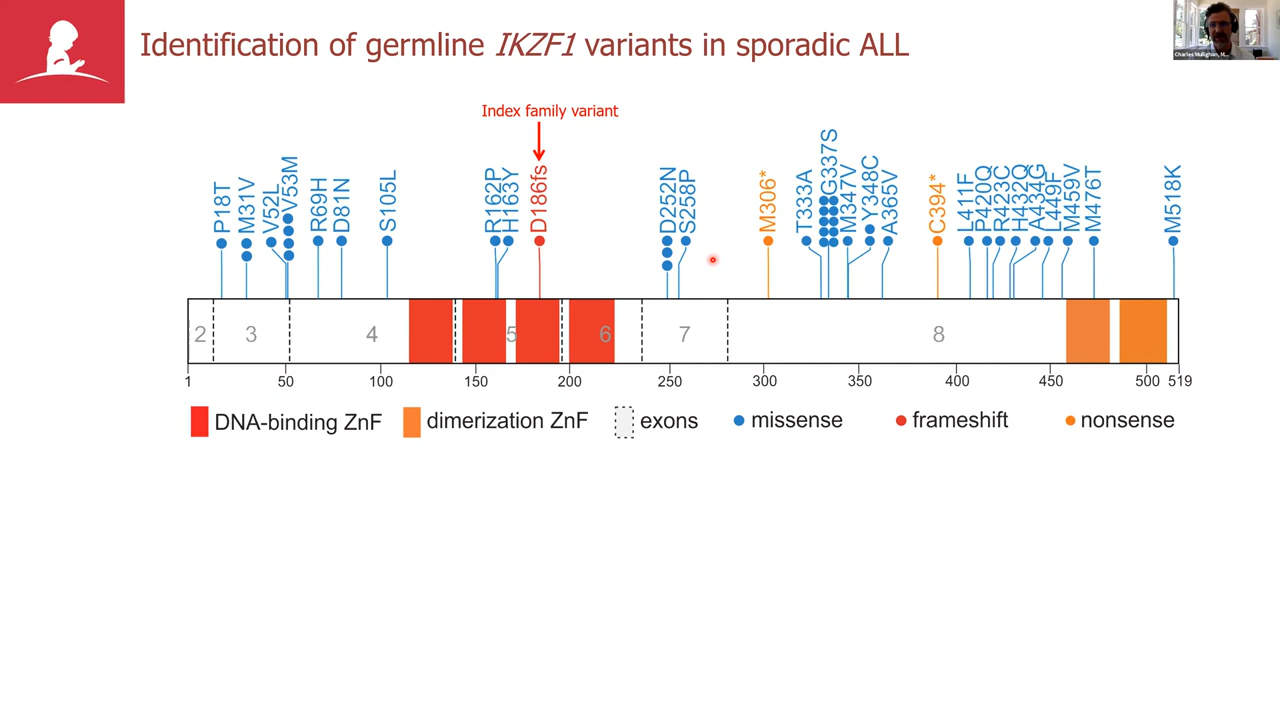 Identification of germline IKZF1 variants in sporadic ALL
Charles Mullighan, M...
Index family variant
P18T
M31V
V52L
V53M
R69H
D81N
S105L
R162P
H163Y
D186fs
D252N
S258P
M306*
T333A
G337S
M347V
Y348C
A365V
C394*
L411F
P420Q
R423C
H432Q
A434G
L449F
M459V
M476T
M518K
2 3 4 5 6 7 8
1 50 100 150 200 250 300 350 400 450 500 519
DNA-binding ZnF dimerization ZnF exons missense frameshift nonsense